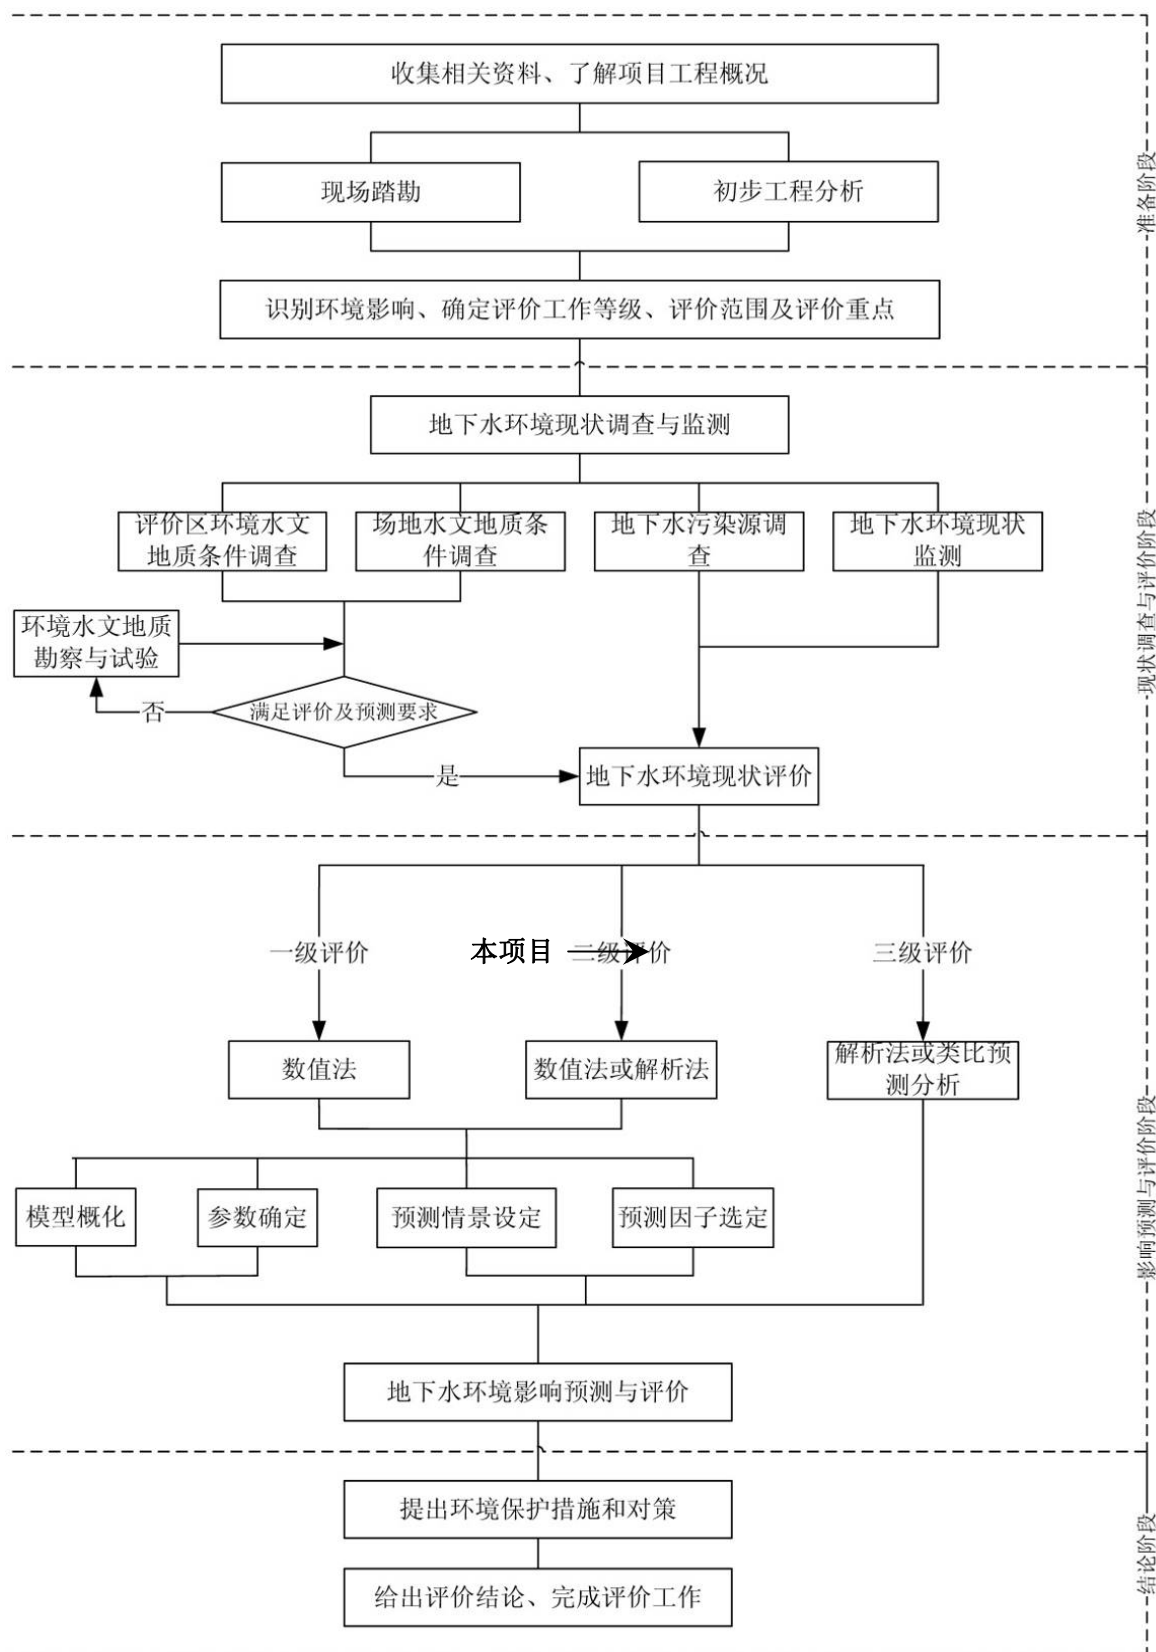 收集相关资料、了解项目工程概况
现场踏勘
初步工程分析
识别环境影响、确定评价工作等级、评价范围及评价重点
准备阶段
地下水环境现状调查与监测
评价区环境水文
地质条件调查
场地水文地质条
件调查
地下水污染源调
查
地下水环境现状
监测
环境水文地质
勘察与试验
否
满足评价及预测要求
是
地下水环境现状评价
现状调查与评价阶段
一级评价
本项目
二级评价
三级评价
数值法
数值法或解析法
解析法或类比预
测分析
模型概化
参数确定
预测情景设定
预测因子选定
地下水环境影响预测与评价
影响预测与评价阶段
提出环境保护措施和对策
给出评价结论、完成评价工作
结论阶段